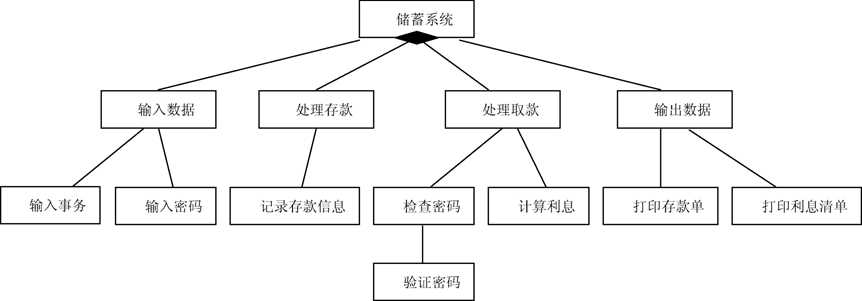 储蓄系统
输入数据
处理存款
处理取款
输出数据
输入事务
输入密码
记录存款信息
检查密码
计算利息
打印存款单
打印利息清单
验证密码